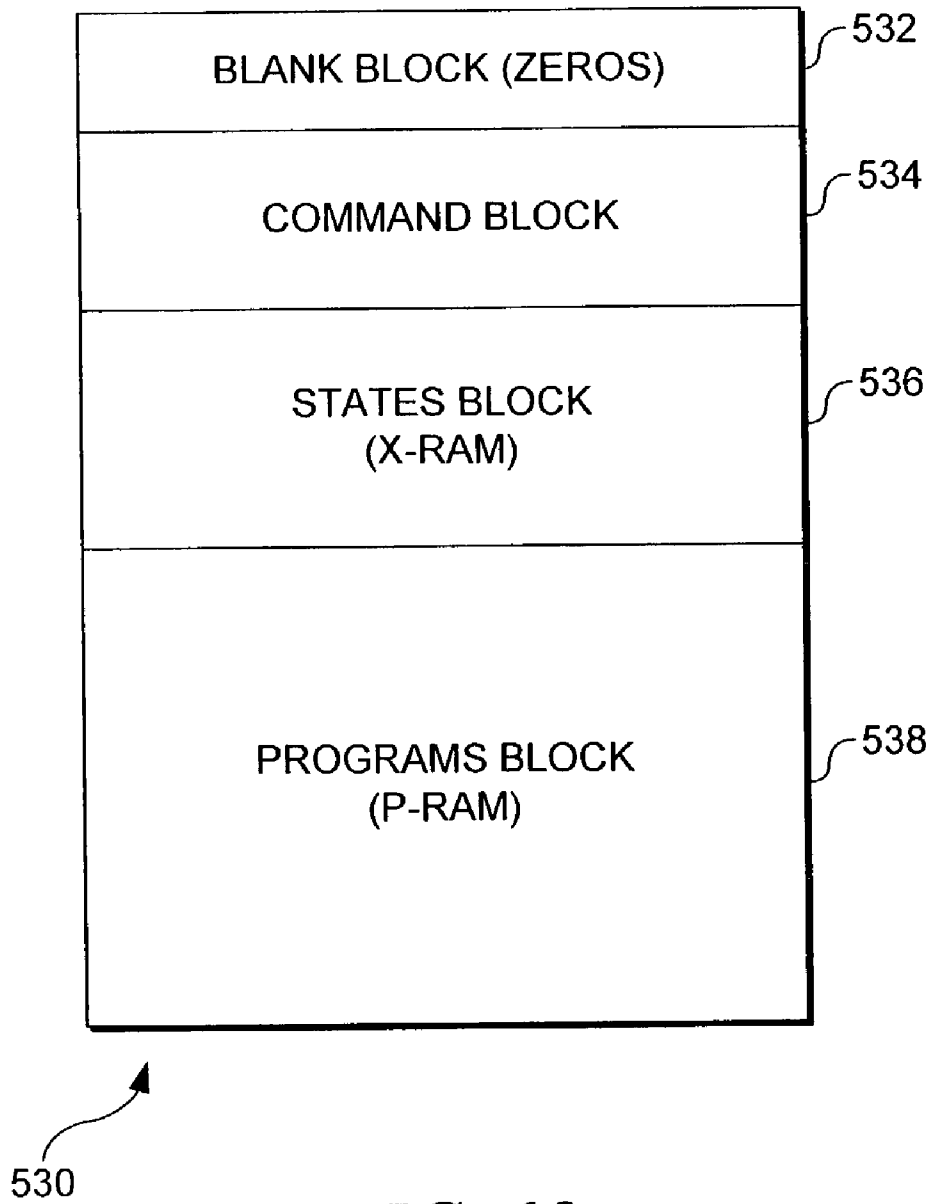 BLANK BLOCK (ZEROS)
532
COMMAND BLOCK
534
STATES BLOCK
(X-RAM)
536
PROGRAMS BLOCK
(P-RAM)
538
530